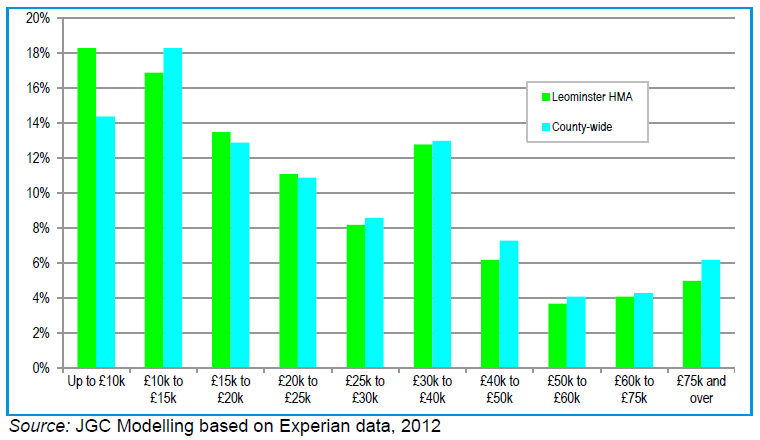 20%
18%
16%
14%
12%
10%
8%
6%
4%
2%
0%
Leominster HMA
County-wide
Up to £10k
£10k to
£15k
£15k to
£20k
£20k to
£25k
£25k to
£30k
£30k to
£40k
£40k to
£50k
£50k to
£60k
£60k to
£75k
£75k and
over
Source: JGC Modelling based on Experian data, 2012